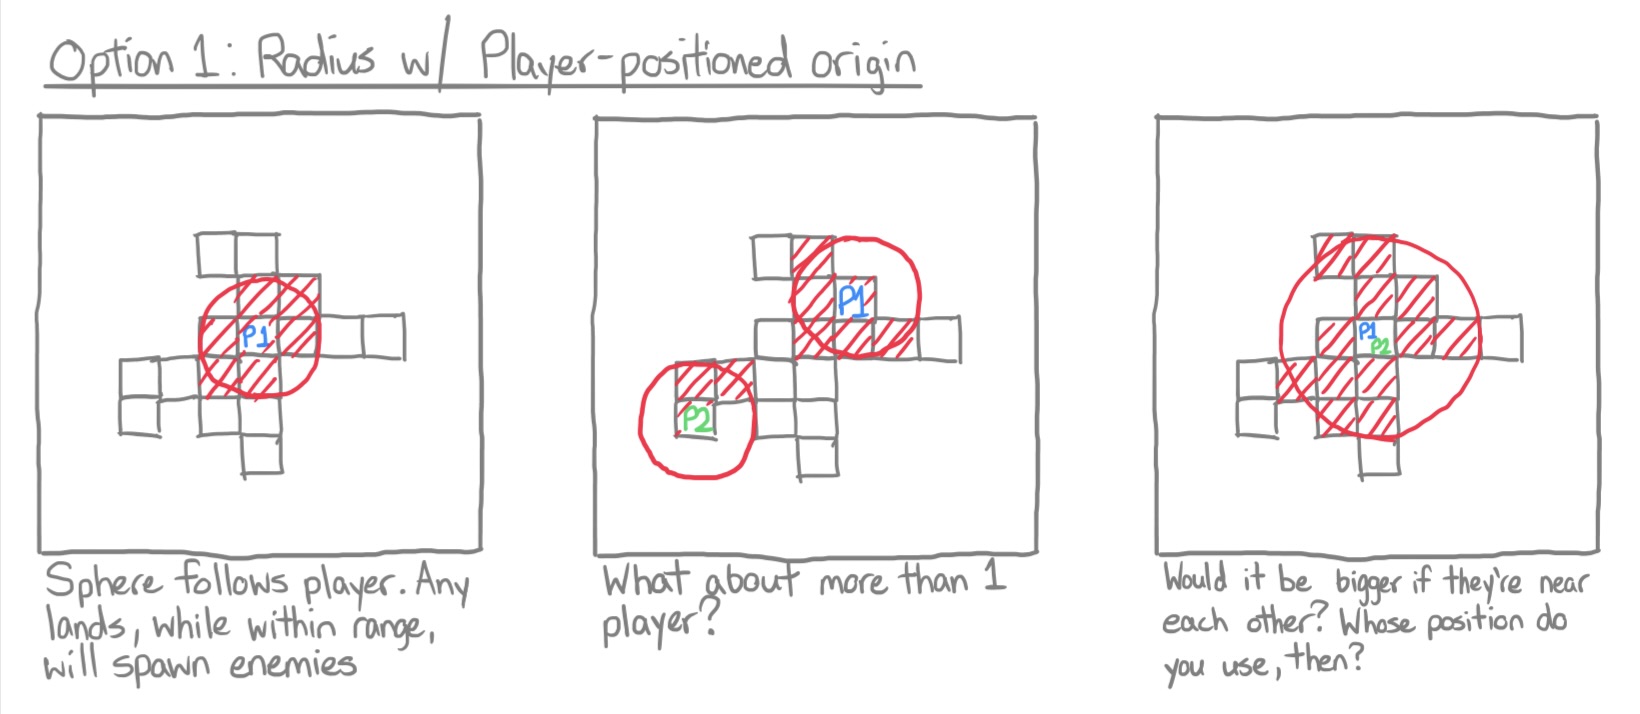 Option 1: Radius w/ Player-positioned origin
P1
Sphere follows player. Any
lands, while within range,
will spawn enemies
P1
P2
What about more than 1
player?
P1
P2
Would it be bigger if they're near
each other? Whose position do
you use, then?